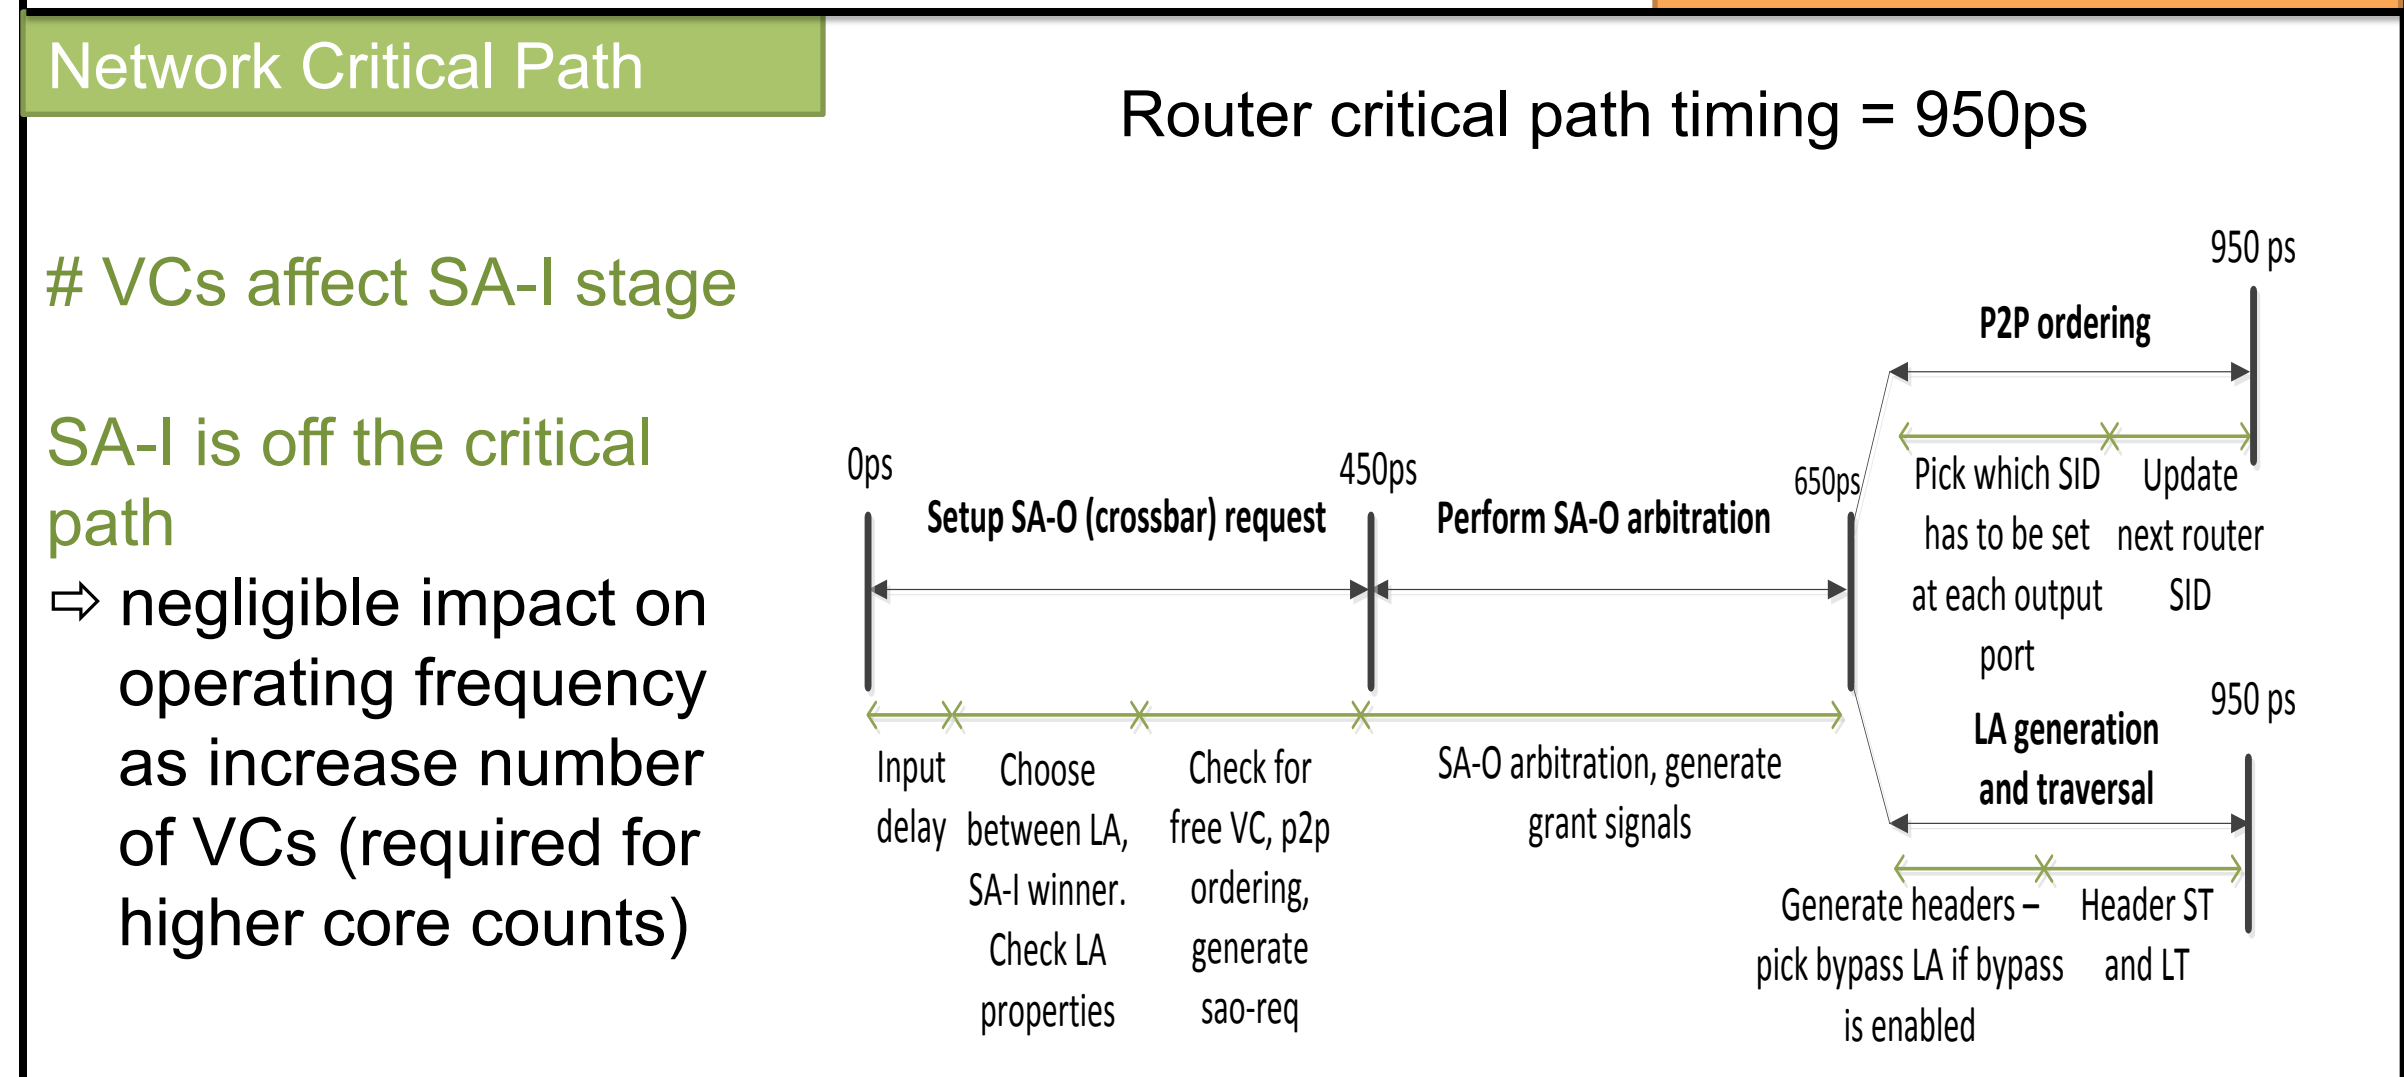 Network Critical Path
Router critical path timing = 950ps
# VCs affect SA-I stage
SA-I is off the critical
path
⇨ negligible impact on
operating frequency
as increase number
of VCs (required for
higher core counts)
0ps
Setup SA-O (crossbar) request
450ps
Perform SA-O arbitration
650ps
Input
delay
Choose
between LA,
SA-I winner.
Check LA
properties
Check for
free VC, p2p
ordering,
generate
sao-req
SA-O arbitration, generate
grant signals
950 ps
P2P ordering
Pick which SID
has to be set
at each output
port
Update
next router
SID
950 ps
LA generation
and traversal
Generate headers –
pick bypass LA if bypass
is enabled
Header ST
and LT